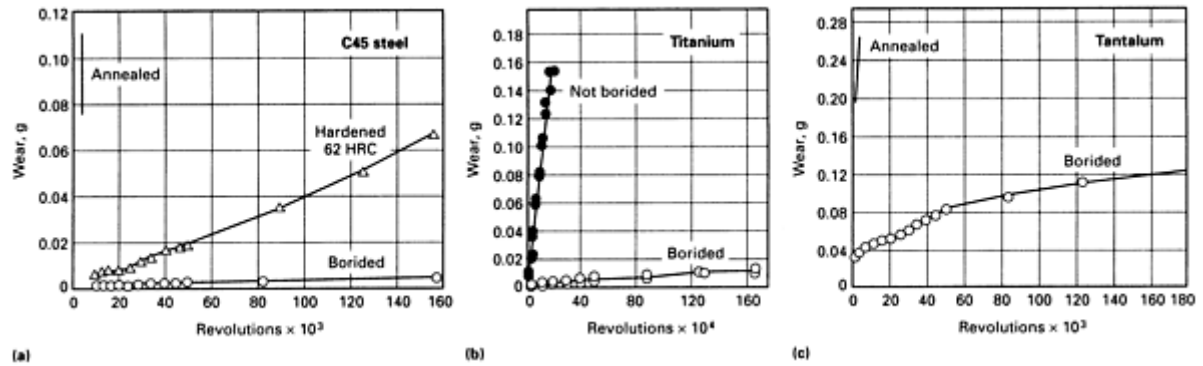 0.12
0.10
0.08
0.06
0.04
0.02
0
Wear, g
C45 steel
Annealed
Hardened
62 HRC
Borided
0 20 40 60 80 100 120 140 160
Revolutions × 10³
(a)
0.18
0.16
0.14
0.12
0.10
0.08
0.06
0.04
0.02
0
Wear, g
Titanium
Not borided
Borided
0 40 80 120 160
Revolutions × 10⁴
(b)
0.28
0.24
0.20
0.16
0.12
0.08
0.04
0
Wear, g
Annealed
Tantalum
Borided
0 20 40 60 80 100 120 140 160 180
Revolutions × 10³
(c)